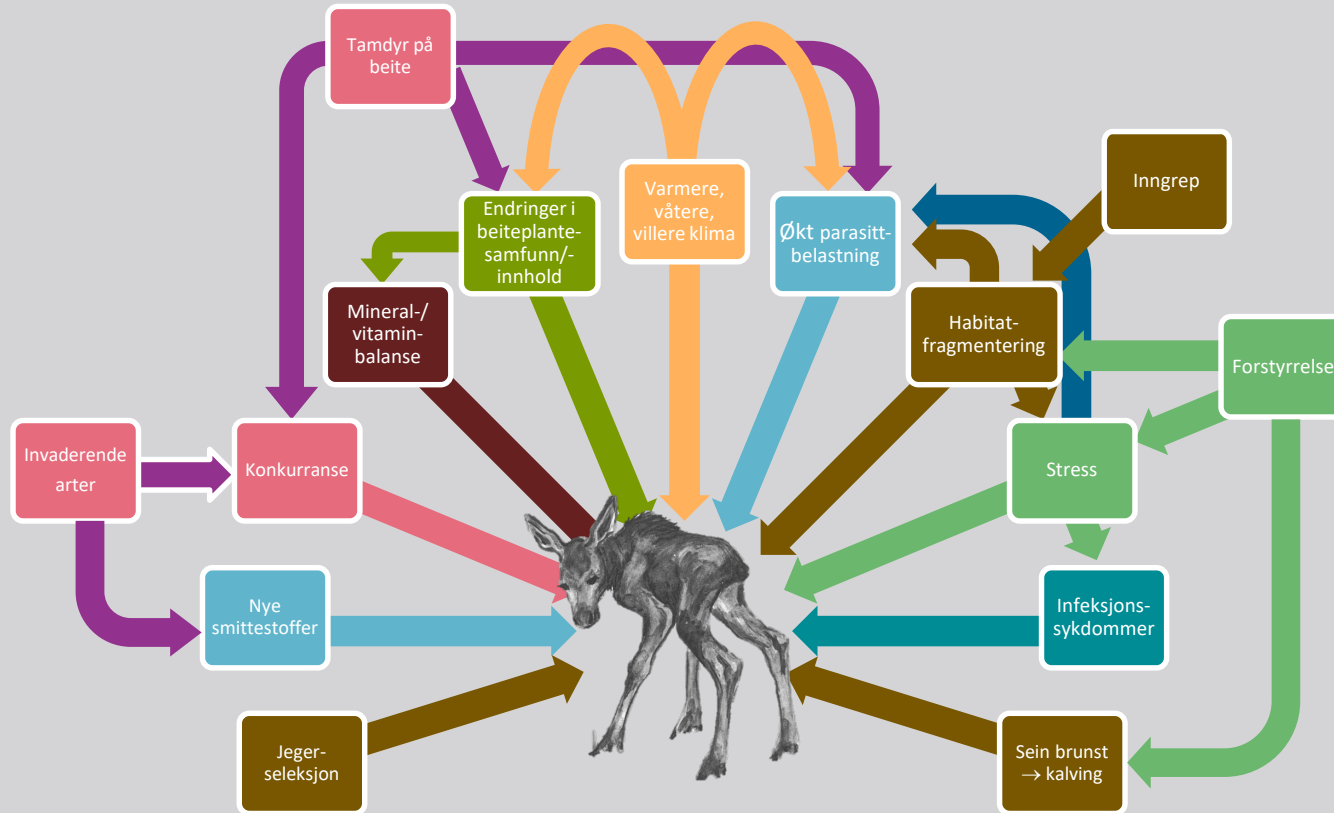 Tamdyr på
beite
Varmere,
våtere,
villere klima
Inngrep
Endringer i
beiteplante-
samfunn/-
innhold
Økt parasitt-
belastning
Mineral-/
vitamin-
balanse
Habitat-
fragmentering
Forstyrrelse
Invaderende
arter
Konkurranse
Stress
Nye
smittestoffer
Infeksjons-
sykdommer
Jeger-
seleksjon
Sein brunst
→ kalving